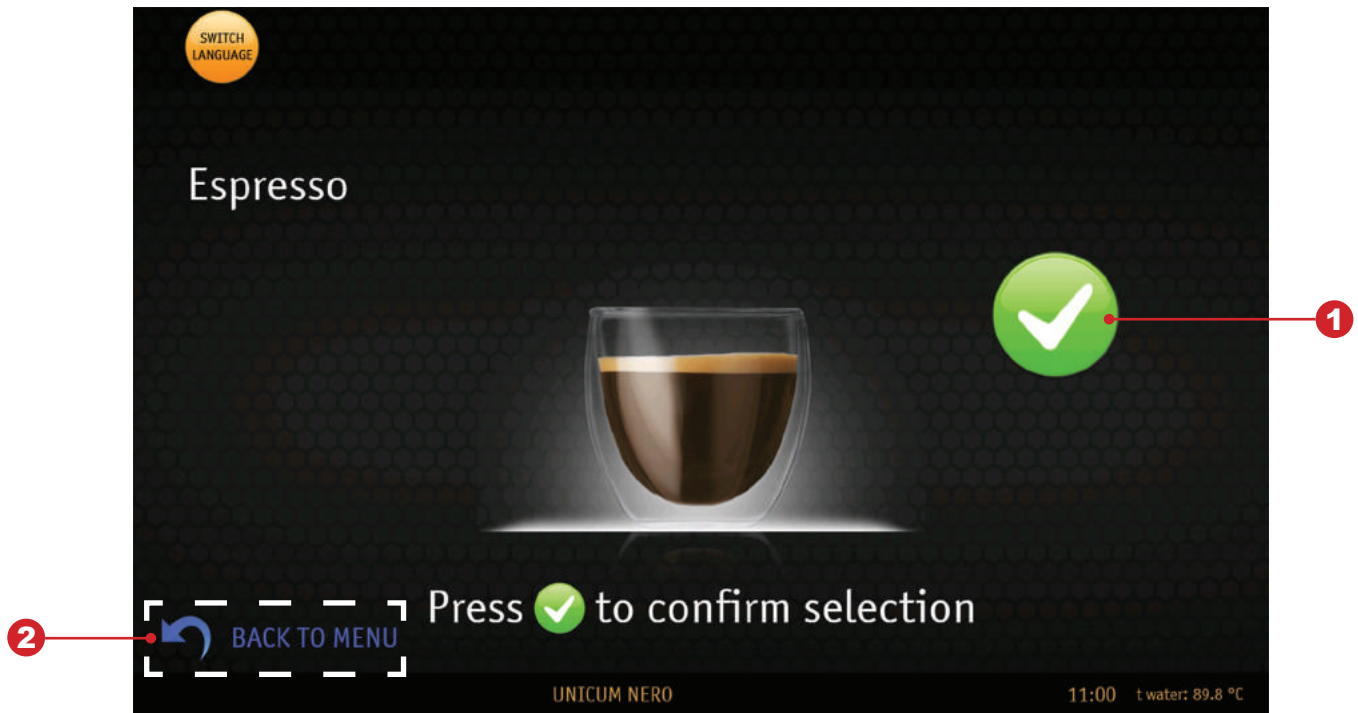 SWITCH
LANGUAGE
Espresso
1
Press to confirm selection
2
BACK TO MENU
UNICUM NERO
11:00 t water: 89.8 °C